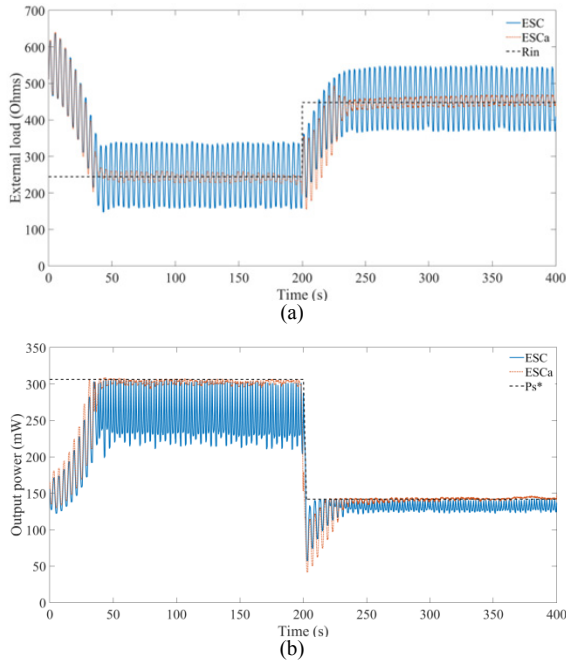 700
600
500
400
300
200
100
0
External load (Ohms)
ESC
ESCa
Rin
0 50 100 150 200 250 300 350 400
Time (s)
(a)
350
300
250
200
150
100
50
0
Output power (mW)
ESC
ESCa
Ps*
0 50 100 150 200 250 300 350 400
Time (s)
(b)